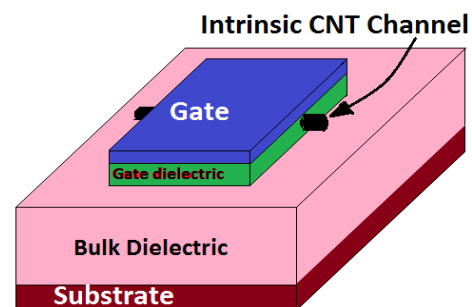 Intrinsic CNT Channel
Gate
Gate dielectric
Bulk Dielectric
Substrate